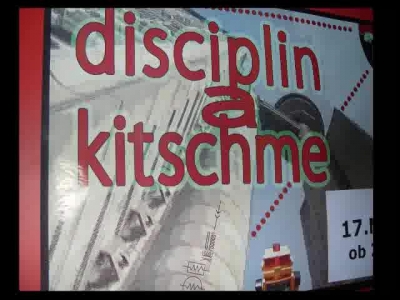 disciplin
a
kitschme
17.
ob